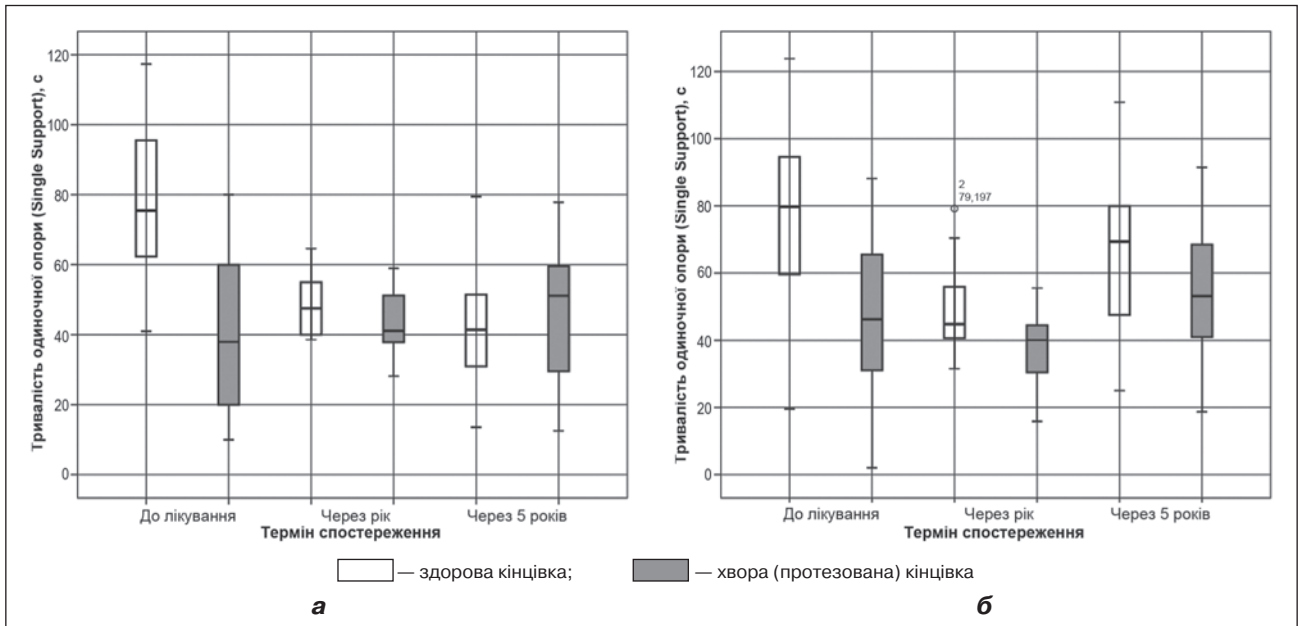 Тривалість одиночної опори (Single Support), с
120
100
80
60
40
20
0
До лікування
Через рік
Через 5 років
Термін спостереження
Тривалість одиночної опори (Single Support), с
120
100
80
60
40
20
0
2
79,197
До лікування
Через рік
Через 5 років
Термін спостереження
— здорова кінцівка;
— хвора (протезована) кінцівка
а
б